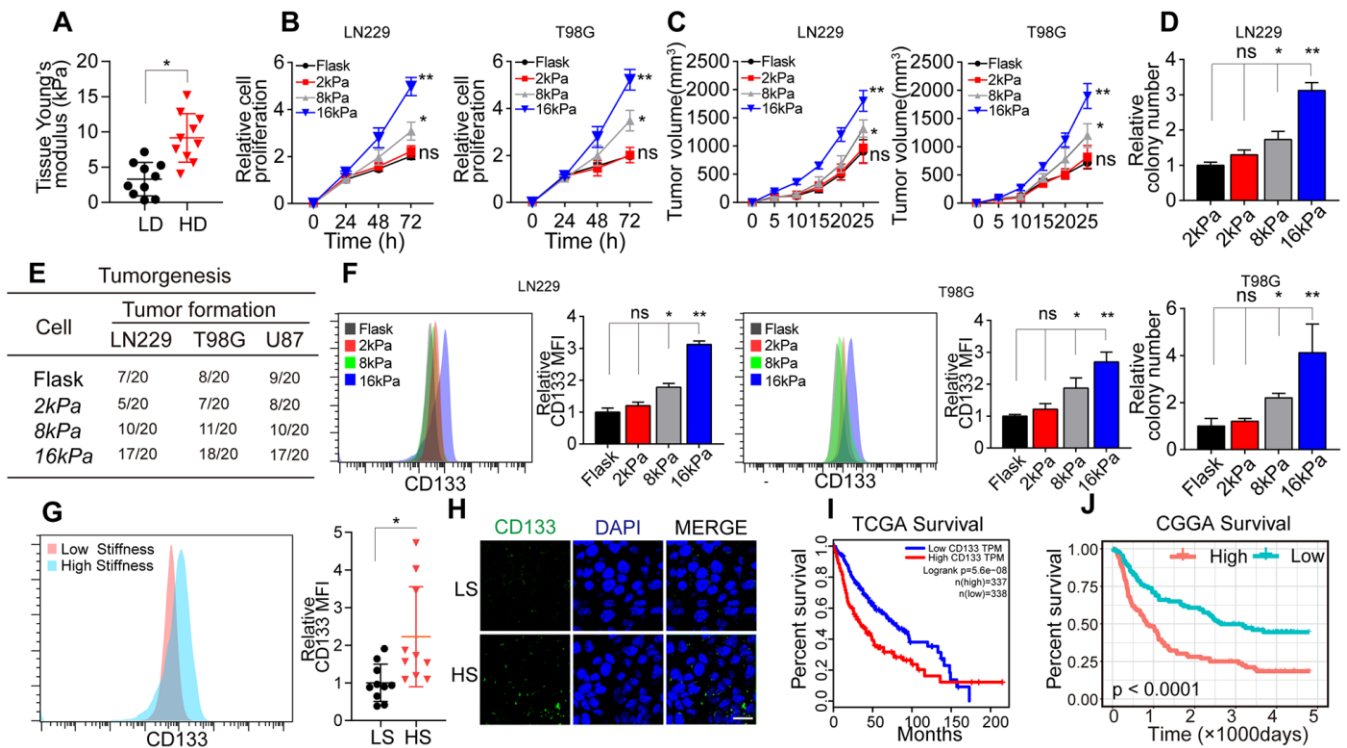 A
*
Tissue Young's
modulus (kPa)
20
15
10
5
0
LD
HD
B
LN229
Flask
2kPa
8kPa
16kPa
**
*
ns
Relative cell
proliferation
6
4
2
0
0
24
48
72
Time (h)
T98G
Flask
2kPa
8kPa
16kPa
**
*
ns
Relative cell
proliferation
6
4
2
0
0
24
48
72
Time (h)
C
LN229
Flask
2kPa
8kPa
16kPa
**
*
ns
Tumor volume(mm³)
2500
2000
1500
1000
500
0
0 5 10 15 20 25
T98G
Flask
2kPa
8kPa
16kPa
**
*
ns
Tumor volume(mm³)
2500
2000
1500
1000
500
0
0 5 10 15 20 25
D
LN229
ns * **
Relative
colony number
4
3
2
1
0
2kPa
2kPa
8kPa
16kPa
T98G
ns * **
Relative
colony number
6
4
2
0
Flask
2kPa
8kPa
16kPa
E
Tumorgenesis
Cell
Tumor formation
LN229 T98G U87
Flask 7/20 8/20 9/20
2kPa 5/20 7/20 8/20
8kPa 10/20 11/20 10/20
16kPa 17/20 18/20 17/20
F
LN229
Flask
2kPa
8kPa
16kPa
CD133
ns * **
Relative
CD133 MFI
4
3
2
1
0
Flask
2kPa
8kPa
16kPa
T98G
Flask
2kPa
8kPa
16kPa
-
CD133
ns * **
Relative
CD133 MFI
4
32
1
0
Flask
2kPa
8kPa
16kPa
G
Low Stiffness
High Stiffness
CD133
*
Relative
CD133 MFI
5
4
3
2
1
0
LS
HS
H
CD133 DAPI MERGE
LS
HS
I
TCGA Survival
Low CD133 TPM
High CD133 TPM
Logrank p=5.6e−08
n(high)=337
n(low)=338
Percent survival
1.0
0.8
0.6
0.4
0.2
0.0
0 50 100 150 200
Months
J
CGGA Survival
High Low
Percent survival
1.00
0.75
0.50
0.25
0.00
p < 0.0001
0 1 2 3 4 5
Time (×1000days)